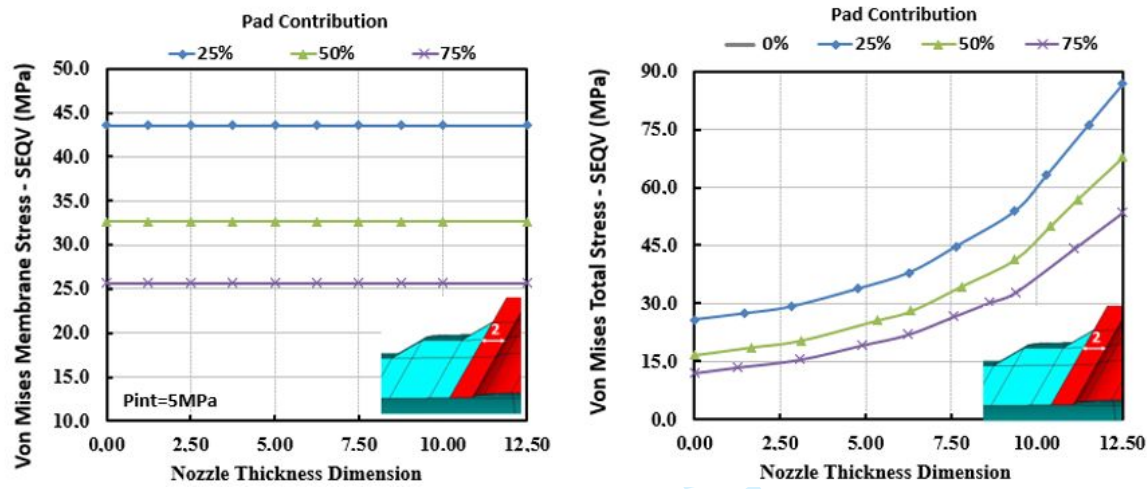 Pad Contribution
25% 50% 75%
Von Mises Membrane Stress - SEQV (MPa)
50.0
45.0
40.0
35.0
30.0
25.0
20.0
15.0
10.0
2
Pint=5MPa
0.00 2.50 5.00 7.50 10.00 12.50
Nozzle Thickness Dimension
Pad Contribution
0% 25% 50% 75%
Von Mises Total Stress - SEQV (MPa)
90.0
75.0
60.0
45.0
30.0
15.0
0.0
2
0.00 2.50 5.00 7.50 10.00 12.50
Nozzle Thickness Dimension